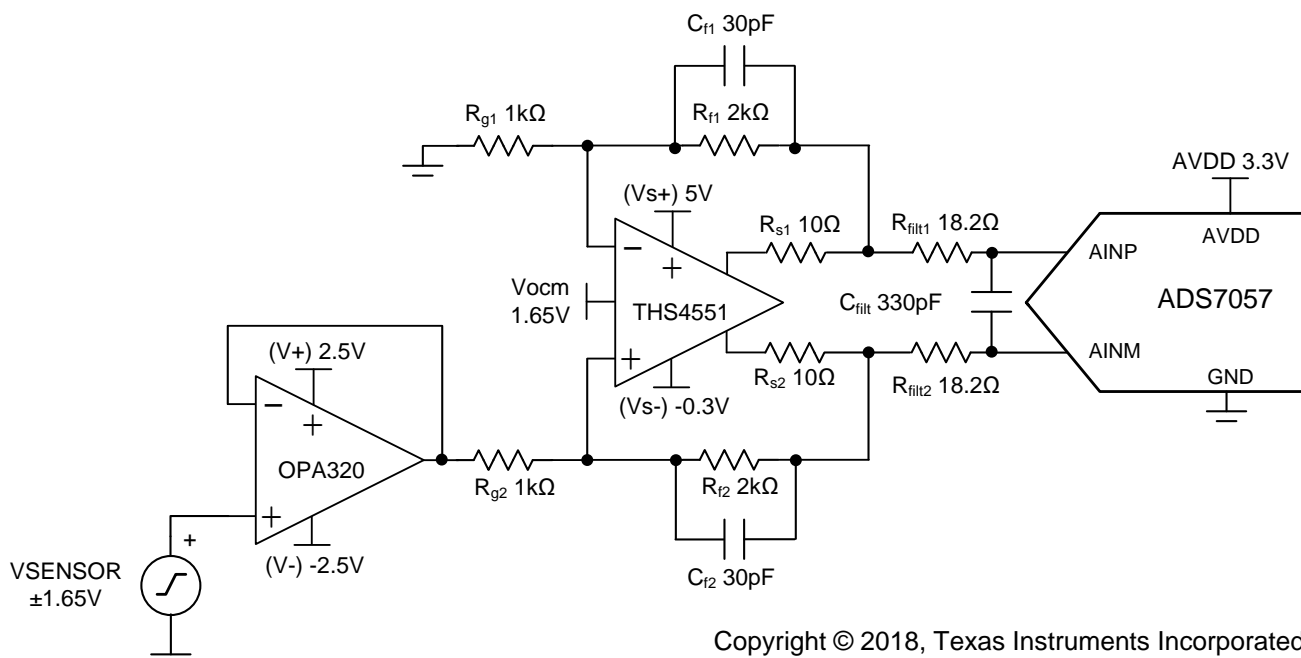 Cf1 30pF
Rg1 1kΩ
Rf1 2kΩ
AVDD 3.3V
(Vs+) 5V
Rs1 10Ω
Rfilt1 18.2Ω
AVDD
−
+
AINP
Vocm
1.65V
THS4551
Cfilt 330pF
ADS7057
+
AINM
(V+) 2.5V
Rs2 10Ω
Rfilt2 18.2Ω
GND
(Vs-) -0.3V
−
+
OPA320
Rg2 1kΩ
Rf2 2kΩ
+
+
(V-) -2.5V
VSENSOR
±1.65V
Cf2 30pF
Copyright © 2018, Texas Instruments Incorporated